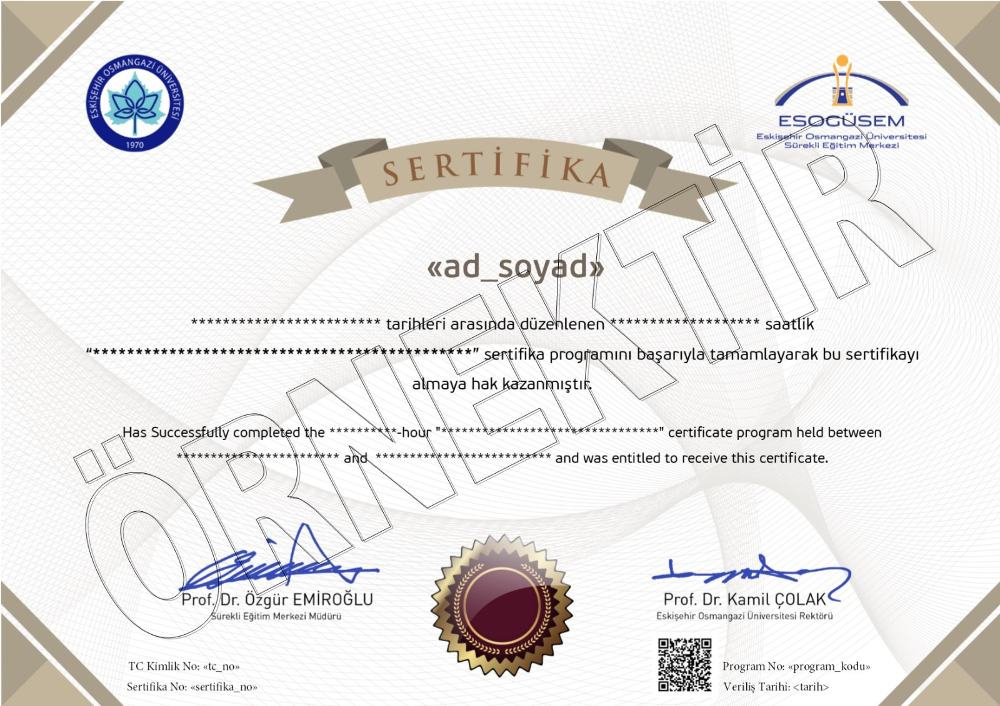 ESKİŞEHİR OSMANGAZİ ÜNİVERSİTESİ
1970
ESOGÜSEM
Eskişehir Osmangazi Üniversitesi
Sürekli Eğitim Merkezi
SERTİFİKA
«ad_soyad»
************************ tarihleri arasında düzenlenen ******************* saatlik
“**********************************************” sertifika programını başarıyla tamamlayarak bu sertifikayı
almaya hak kazanmıştır.
Has Successfully completed the **********-hour "********************************" certificate program held between
************************ and ************************** and was entitled to receive this certificate.
ÖRNEKTİR
Prof. Dr. Özgür EMİROĞLU
Sürekli Eğitim Merkezi Müdürü
Prof. Dr. Kamil ÇOLAK
Eskişehir Osmangazi Üniversitesi Rektörü
TC Kimlik No: «tc_no»
Sertifika No: «sertifika_no»
Program No: «program_kodu»
Veriliş Tarihi: <tarih>